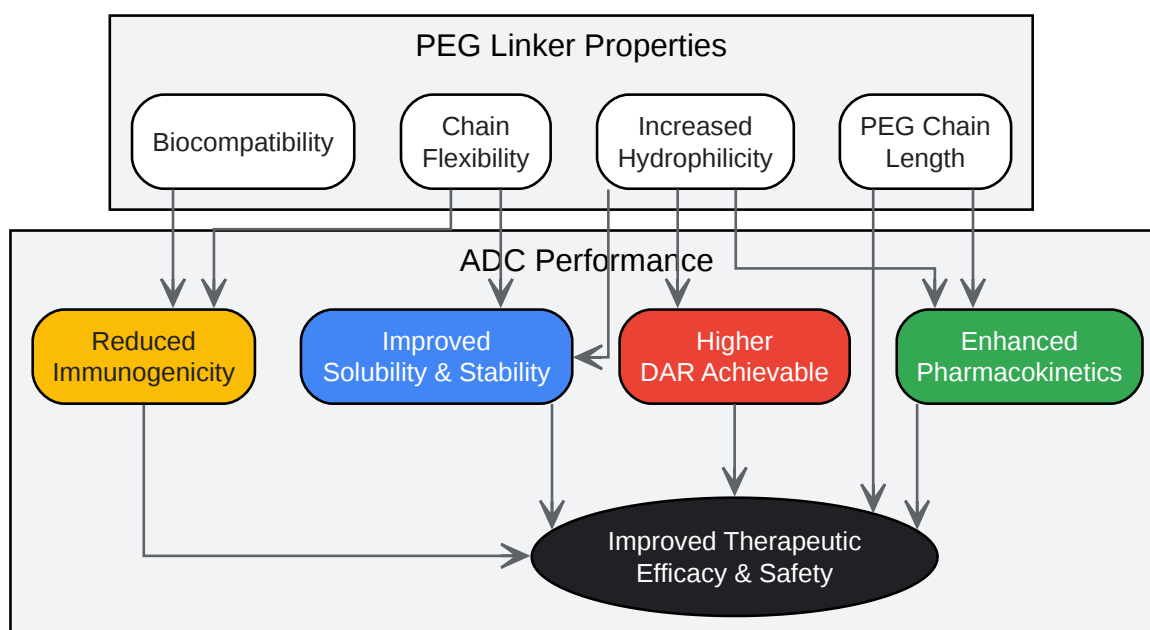 PEG Linker Properties
Biocompatibility
Chain
Flexibility
Increased
Hydrophilicity
PEG Chain
Length
ADC Performance
Reduced
Immunogenicity
Improved
Solubility & Stability
Higher
DAR Achievable
Enhanced
Pharmacokinetics
Improved Therapeutic
Efficacy & Safety